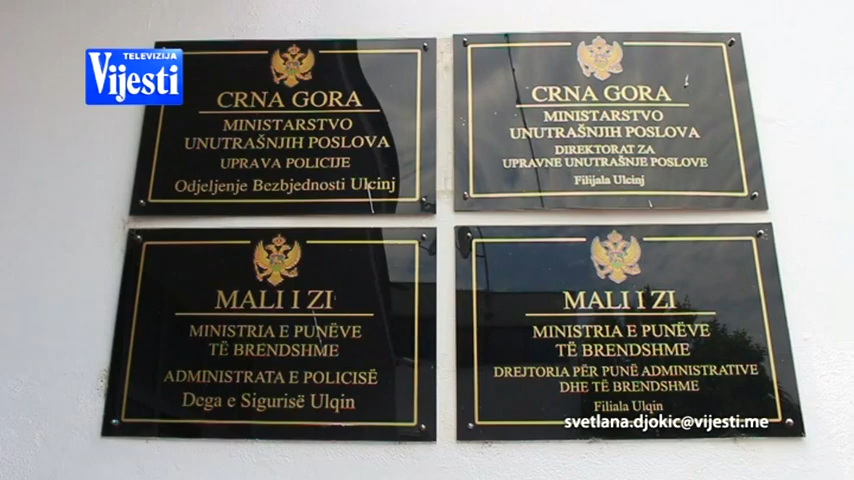 TELEVIZIJA
Vijesti
CRNA GORA
MINISTARSTVO
UNUTRAŠNJIH POSLOVA
UPRAVA POLICIJE
Odjeljenje Bezbjednosti Ulcinj
CRNA GORA
MINISTARSTVO
UNUTRAŠNJIH POSLOVA
DIREKTORAT ZA
UPRAVNE UNUTRAŠNJE POSLOVE
Filijala Ulcinj
MALI I ZI
MINISTRIA E PUNËVE
TË BRENDSHME
ADMINISTRATA E POLICISË
Dega e Sigurisë Ulqin
MALI I ZI
MINISTRIA E PUNËVE
TË BRENDSHME
DREJTORIA PËR PUNË ADMINISTRATIVE
DHE TË BRENDSHME
Filiala Ulqin
svetlana.djokic@vijesti.me